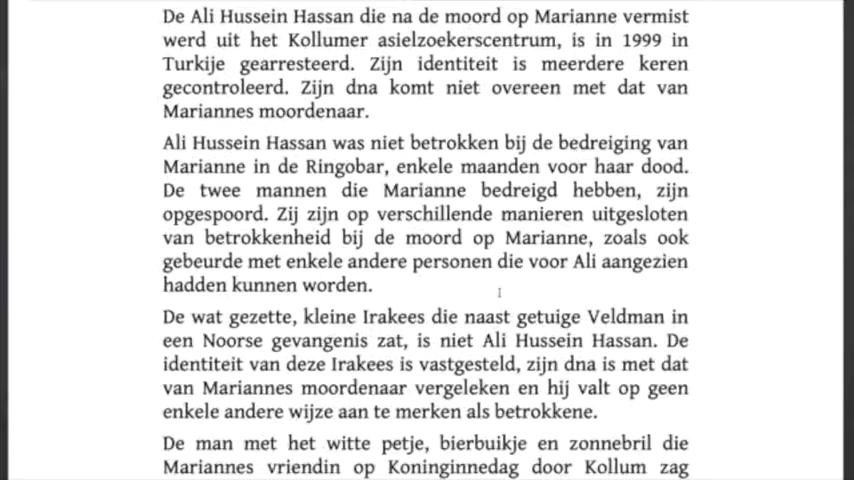 De Ali Hussein Hassan die na de moord op Marianne vermist
werd uit het Kollumer asielzoekerscentrum, is in 1999 in
Turkije gearresteerd. Zijn identiteit is meerdere keren
gecontroleerd. Zijn dna komt niet overeen met dat van
Mariannes moordenaar.
Ali Hussein Hassan was niet betrokken bij de bedreiging van
Marianne in de Ringobar, enkele maanden voor haar dood.
De twee mannen die Marianne bedreigd hebben, zijn
opgespoord. Zij zijn op verschillende manieren uitgesloten
van betrokkenheid bij de moord op Marianne, zoals ook
gebeurde met enkele andere personen die voor Ali aangezien
hadden kunnen worden.
De wat gezette, kleine Irakees die naast getuige Veldman in
een Noorse gevangenis zat, is niet Ali Hussein Hassan. De
identiteit van deze Irakees is vastgesteld, zijn dna is met dat
van Mariannes moordenaar vergeleken en hij valt op geen
enkele andere wijze aan te merken als betrokkene.
De man met het witte petje, bierbuikje en zonnebril die
Mariannes vriendin op Koninginnedag door Kollum zag